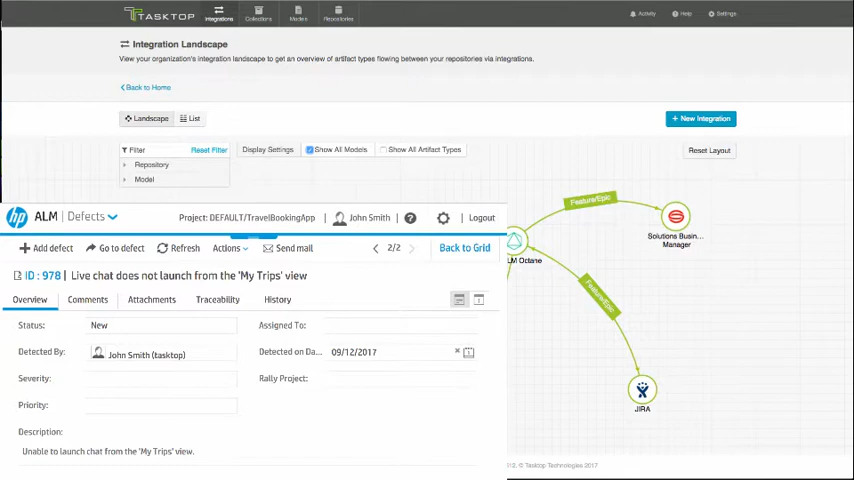 TASKTOP
Integrations
Collections
Models
Repositories
Activity
Help
Settings
Integration Landscape
View your organization's integration landscape to get an overview of artifact types flowing between your repositories via integrations.
Back to Home
Landscape
List
+ New Integration
Filter
Reset Filter
Display Settings
Show All Models
Show All Artifact Types
Reset Layout
Repository
Model
hp ALM | Defects
Project: DEFAULT/TravelBookingApp
John Smith
Logout
Add defect
Go to defect
Refresh
Actions
Send mail
2/2
Back to Grid
ID : 978 | Live chat does not launch from the 'My Trips' view
Overview
Comments
Attachments
Traceability
History
Status:
New
Assigned To:
Detected By:
John Smith (tasktop)
Detected on Da...
09/12/2017
Severity:
Rally Project:
Priority:
Description:
Unable to launch chat from the 'My Trips' view.
Feature/Epic
Solutions Busin...
Manager
LM Octane
Feature/Epic
JIRA
© Tasktop Technologies 2017